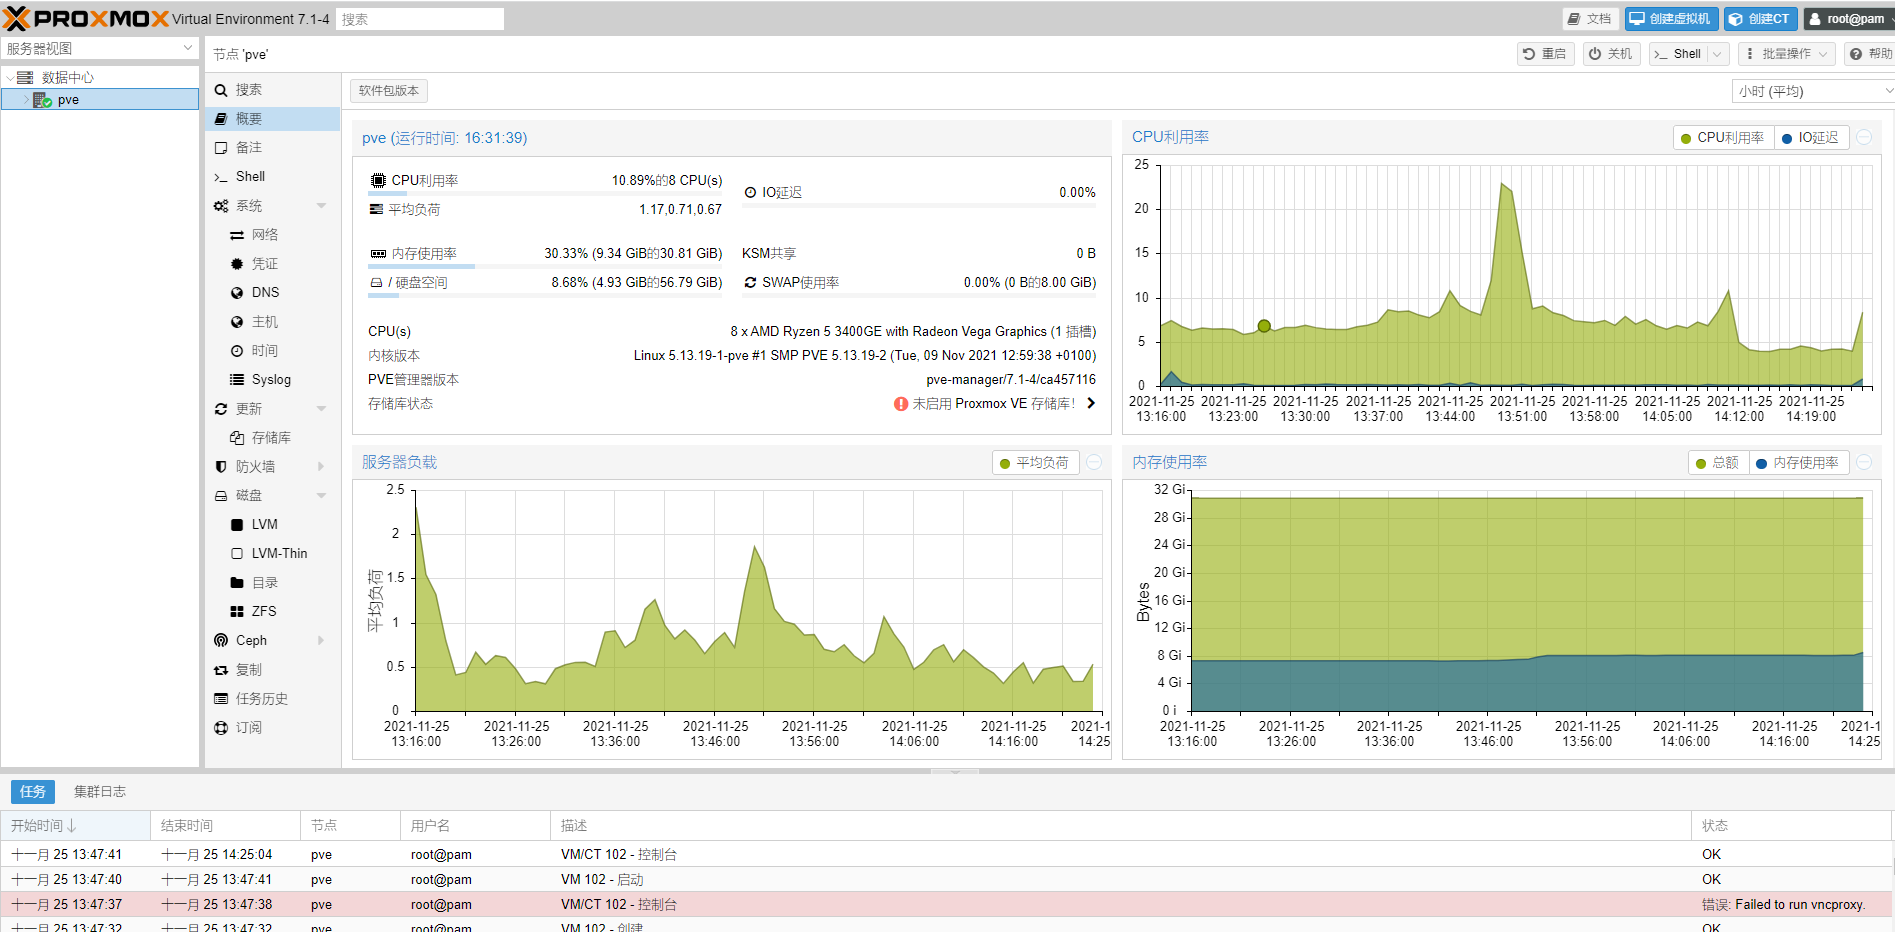 PROXMOX Virtual Environment 7.1-4 搜索 文档 创建虚拟机 创建CT root@pam
服务器视图
数据中心
pve
节点 'pve' 重启 关机 Shell 批量操作 帮助
搜索
概要
备注
Shell
系统
网络
凭证
DNS
主机
时间
Syslog
更新
存储库
防火墙
磁盘
LVM
LVM-Thin
目录
ZFS
Ceph
复制
任务历史
订阅
软件包版本 小时 (平均)
pve (运行时间: 16:31:39)
CPU利用率 10.89%的8 CPU(s)
IO延迟 0.00%
平均负荷 1.17,0.71,0.67
内存使用率 30.33% (9.34 GiB的30.81 GiB)
KSM共享 0 B
/ 硬盘空间 8.68% (4.93 GiB的56.79 GiB)
SWAP使用率 0.00% (0 B的8.00 GiB)
CPU(s) 8 x AMD Ryzen 5 3400GE with Radeon Vega Graphics (1 插槽)
内核版本 Linux 5.13.19-1-pve #1 SMP PVE 5.13.19-2 (Tue, 09 Nov 2021 12:59:38 +0100)
PVE管理器版本 pve-manager/7.1-4/ca457116
存储库状态 未启用 Proxmox VE 存储库!
CPU利用率 CPU利用率 IO延迟
25
20
15
10
5
0
2021-11-25 2021-11-25 2021-11-25 2021-11-25 2021-11-25 2021-11-25 2021-11-25 2021-11-25 2021-11-25 2021-11-25
13:16:00 13:23:00 13:30:00 13:37:00 13:44:00 13:51:00 13:58:00 14:05:00 14:12:00 14:19:00
服务器负载 平均负荷
平均负荷
2.5
2
1.5
1
0.5
0
2021-11-25 2021-11-25 2021-11-25 2021-11-25 2021-11-25 2021-11-25 2021-11-25 2021-1
13:16:00 13:26:00 13:36:00 13:46:00 13:56:00 14:06:00 14:16:00 14:25
内存使用率 总额 内存使用率
Bytes
32 Gi
28 Gi
24 Gi
20 Gi
16 Gi
12 Gi
8 Gi
4 Gi
0 i
2021-11-25 2021-11-25 2021-11-25 2021-11-25 2021-11-25 2021-11-25 2021-11-25 2021-1
13:16:00 13:26:00 13:36:00 13:46:00 13:56:00 14:06:00 14:16:00 14:25
任务 集群日志
开始时间 结束时间 节点 用户名 描述 状态
十一月 25 13:47:41 十一月 25 14:25:04 pve root@pam VM/CT 102 - 控制台 OK
十一月 25 13:47:40 十一月 25 13:47:41 pve root@pam VM 102 - 启动 OK
十一月 25 13:47:37 十一月 25 13:47:38 pve root@pam VM/CT 102 - 控制台 错误: Failed to run vncproxy.
十一月 25 13:47:32 十一月 25 13:47:32 pve root@pam VM 102 - 创建 OK